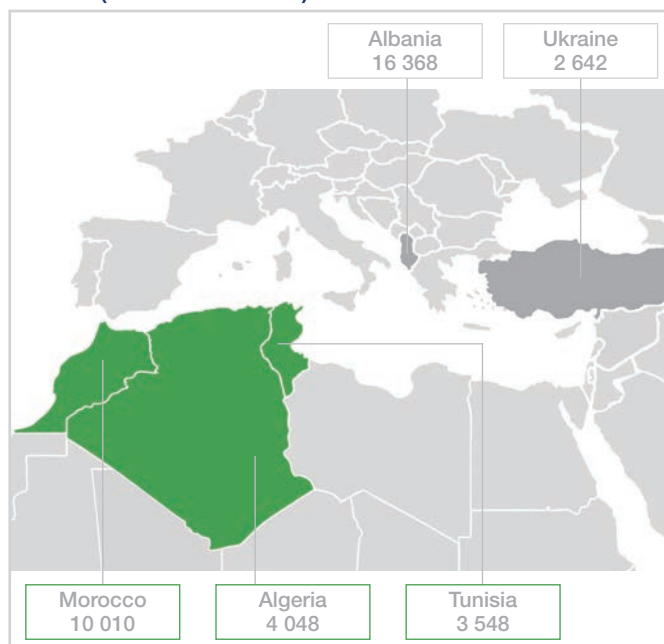 Albania
16 368
Ukraine
2 642
Morocco
10 010
Algeria
4 048
Tunisia
3 548